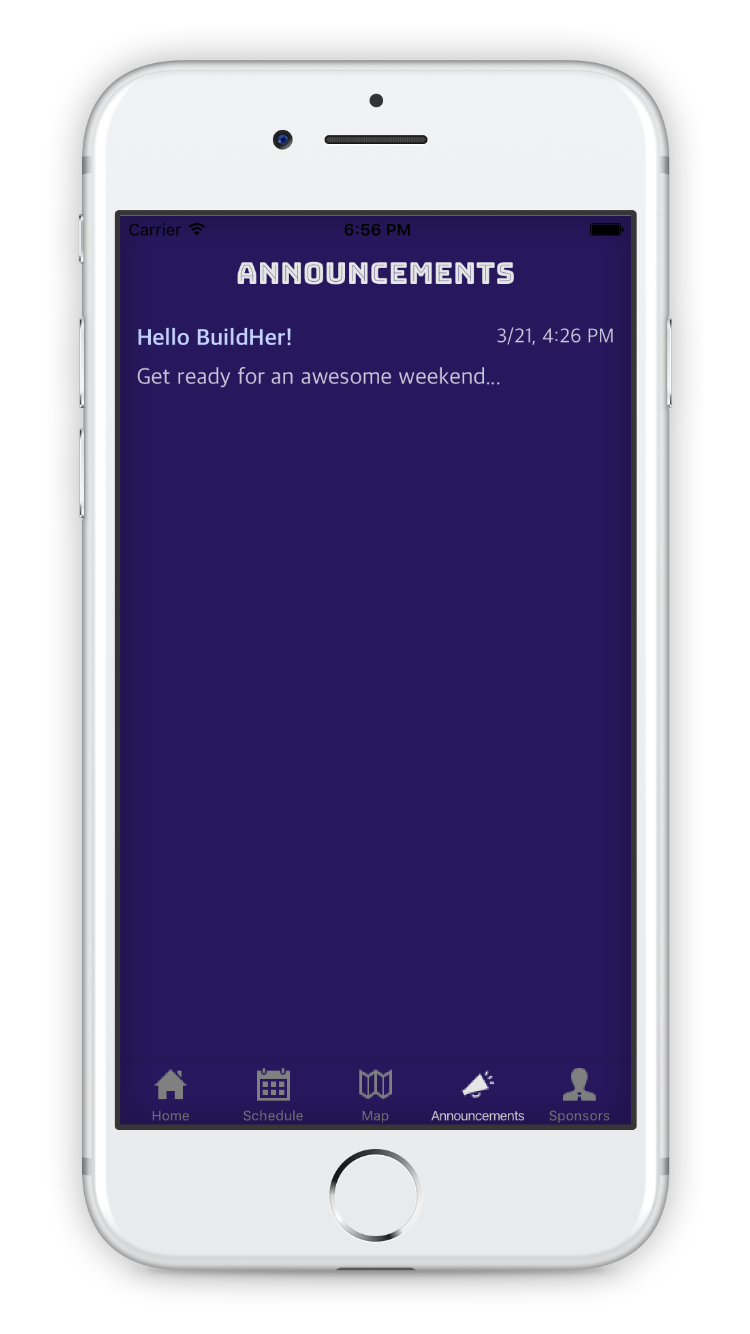 Carrier 6:56 PM
ANNOUNCEMENTS
Hello BuildHer! 3/21, 4:26 PM
Get ready for an awesome weekend...
Home Schedule Map Announcements Sponsors